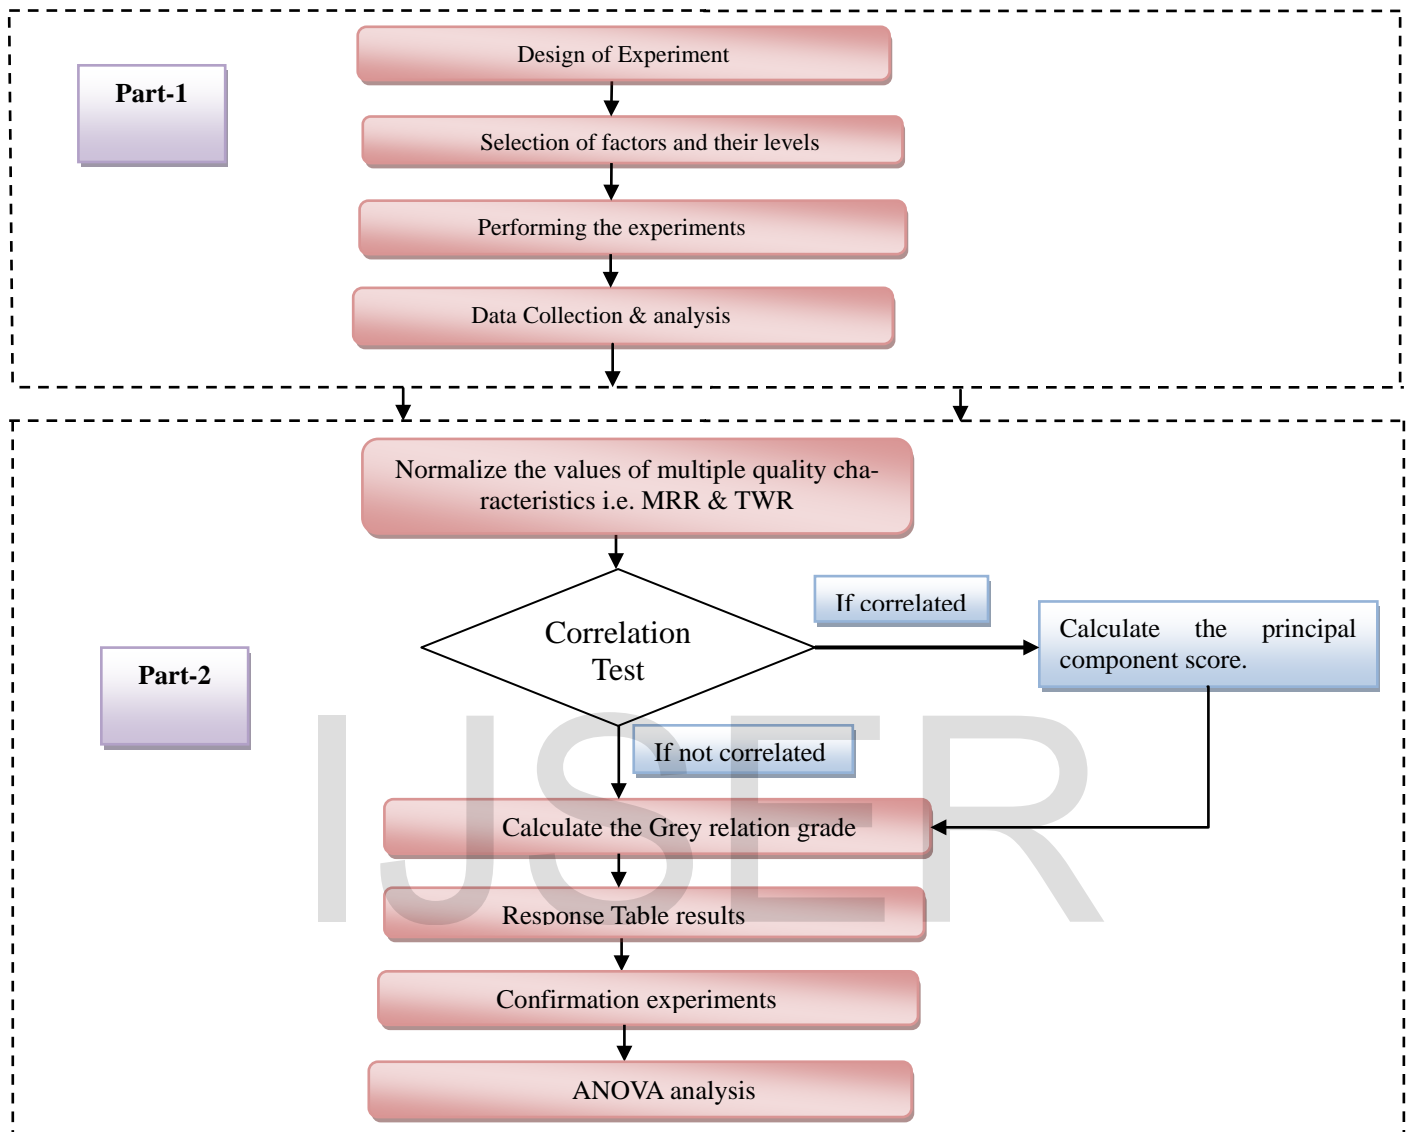 Design of Experiment
Part-1
Selection of factors and their levels
Performing the experiments
Data Collection & analysis
Normalize the values of multiple quality cha-
racteristics i.e. MRR & TWR
If correlated
Correlation
Test
Calculate the principal
component score.
Part-2
If not correlated
Calculate the Grey relation grade
Response Table results
Confirmation experiments
ANOVA analysis
IJSER